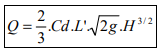 Q = 2/3 . Cd . L' . √2g . H^3/2